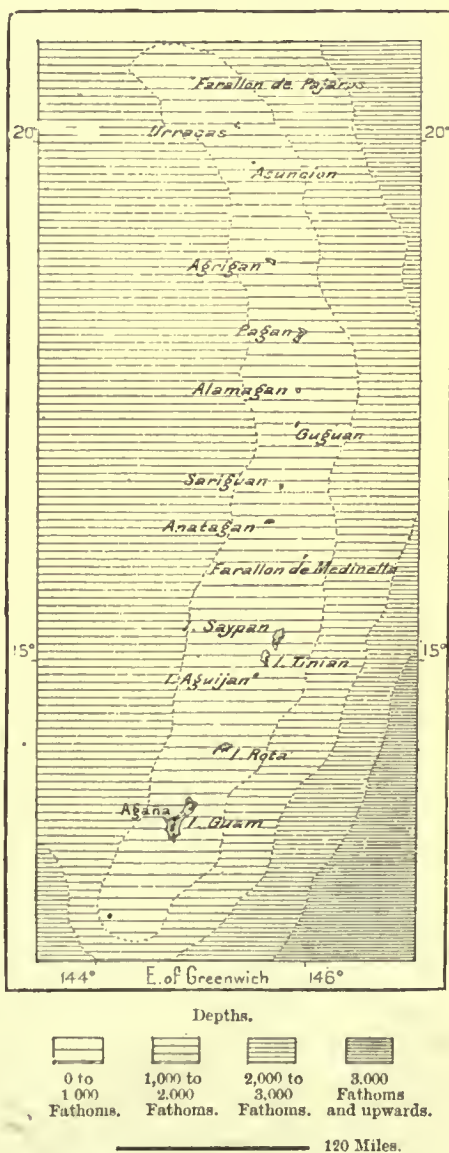 Farallon de Pajaros
20° 20°
Urracas
Asuncion
Agrigan
Pagan
Alamagan
Guguan
Sariguan
Anatagan
Farallon de Medinetta
I. Saypan
15° 15°
I. Tinian
I. Aguijan
I. Rota
Agaña
I. Guam
144° E. of Greenwich 146°
Depths.
0 to 1,000 to 2,000 to 3.000
1 000 2.000 3,000 Fathoms
Fathoms. Fathoms. Fathoms. and upwards.
120 Miles.